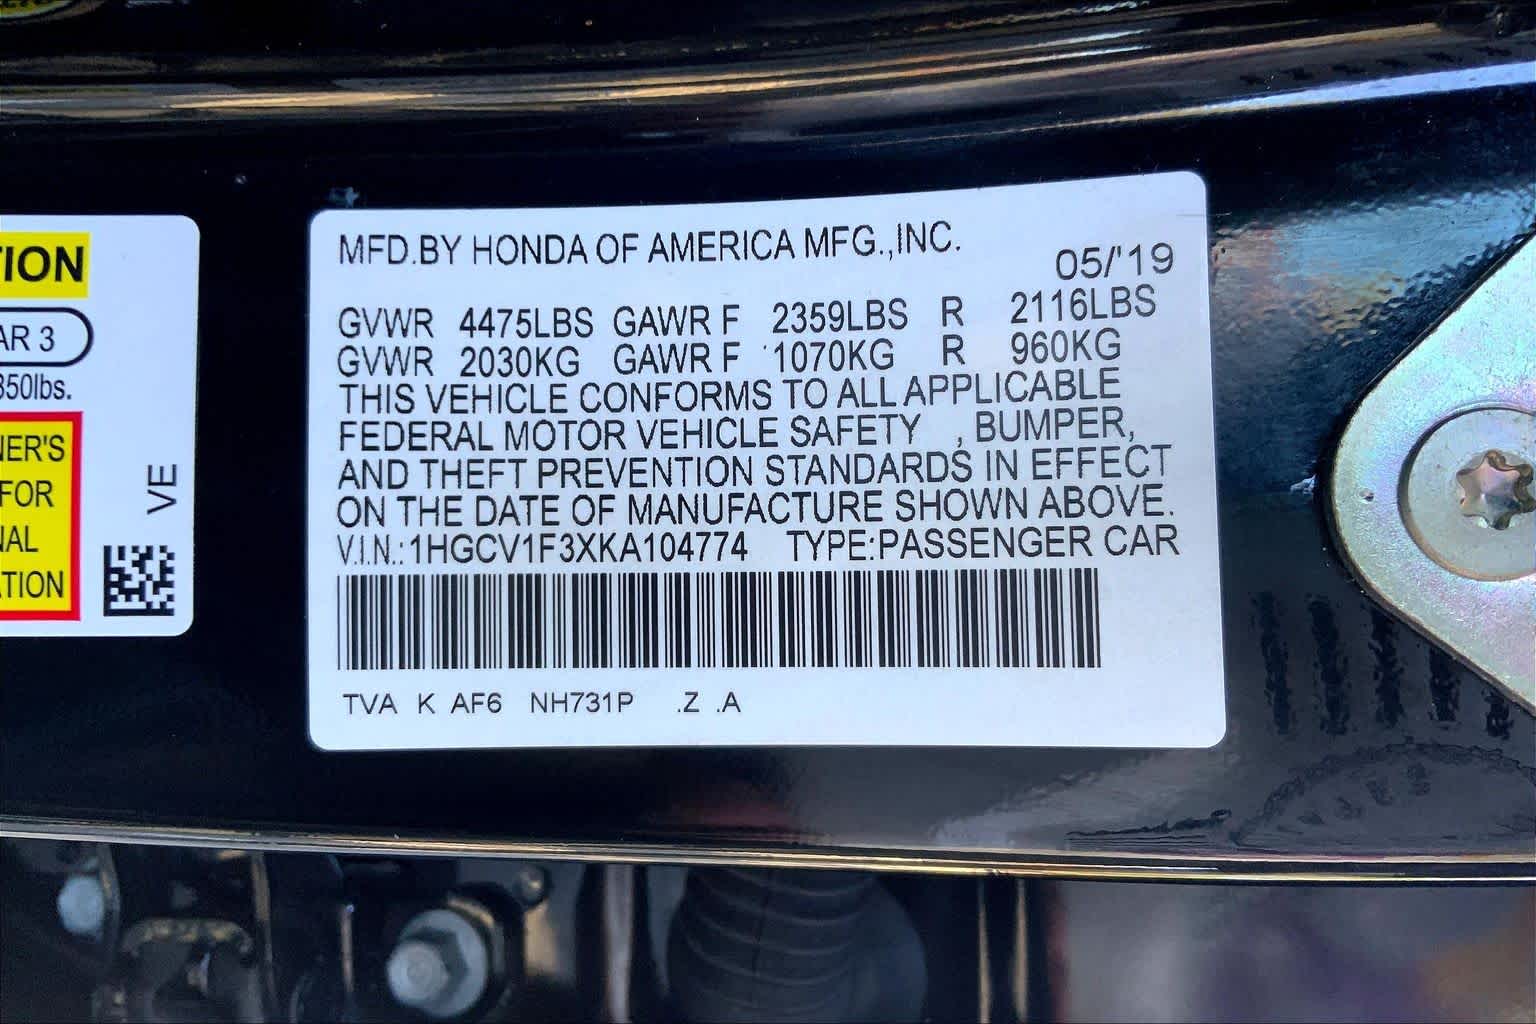 TION
AR 3
350lbs.
NER'S
FOR
NAL
ATION
VE
MFD.BY HONDA OF AMERICA MFG.,INC.
05/'19
GVWR 4475LBS GAWR F 2359LBS R 2116LBS
GVWR 2030KG GAWR F 1070KG R 960KG
THIS VEHICLE CONFORMS TO ALL APPLICABLE
FEDERAL MOTOR VEHICLE SAFETY , BUMPER,
AND THEFT PREVENTION STANDARDS IN EFFECT
ON THE DATE OF MANUFACTURE SHOWN ABOVE.
V.I.N.: 1HGCV1F3XKA104774 TYPE:PASSENGER CAR
TVA K AF6 NH731P .Z .A